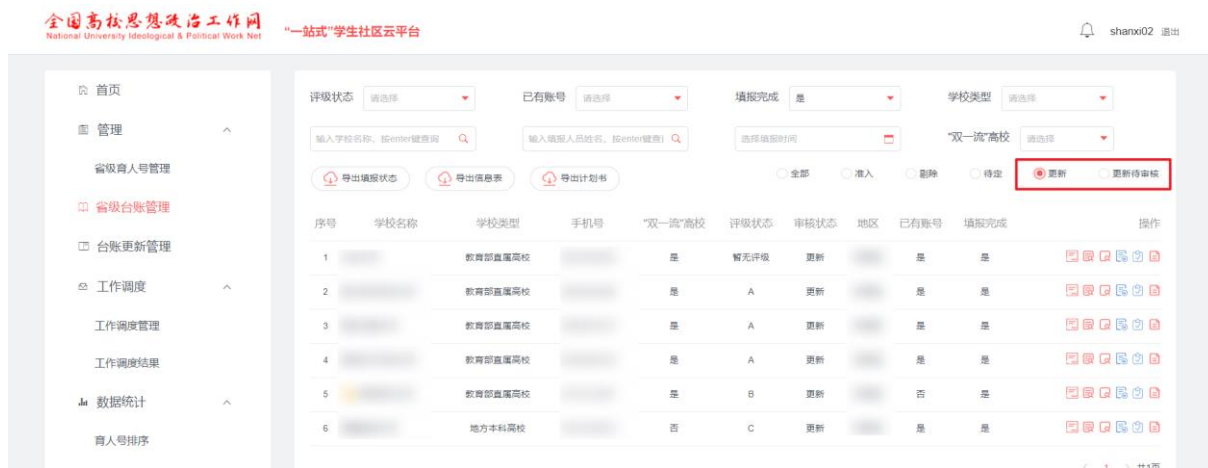 全国高校思想政治工作网
National University Ideological & Political Work Net
“一站式”学生社区云平台
shanxi02 退出
首页
管理
省级育人号管理
省级台账管理
台账更新管理
工作调度
工作调度管理
工作调度结果
数据统计
育人号排序
评级状态 请选择 已有账号 请选择 填报完成 是 学校类型 请选择
输入学校名称，按enter键查询 输入填报人员姓名，按enter键查询 选择填报时间 “双一流”高校 请选择
导出填报状态 导出信息表 导出计划书 全部 准入 剔除 待定 更新 更新待审核
序号 学校名称 学校类型 手机号 “双一流”高校 评级状态 审核状态 地区 已有账号 填报完成 操作
1 教育部直属高校 是 暂无评级 更新 是 是
2 教育部直属高校 是 A 更新 是 是
3 教育部直属高校 是 A 更新 是 是
4 教育部直属高校 是 A 更新 是 是
5 教育部直属高校 是 B 更新 否 是
6 地方本科高校 否 C 更新 是 是
共1页